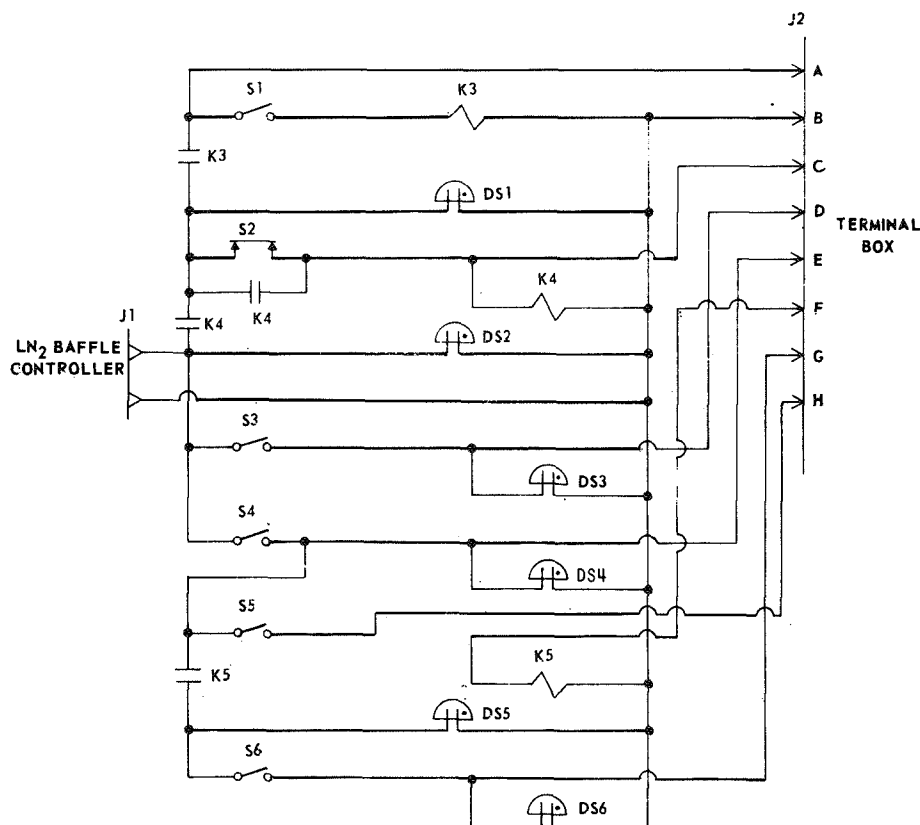 J2
A
S1
K3
B
K3
C
DS1
D
S2
TERMINAL
BOX
E
K4
K4
J1
K4
F
LN2 BAFFLE
CONTROLLER
DS2
G
H
S3
DS3
S4
DS4
S5
K5
K5
DS5
S6
DS6